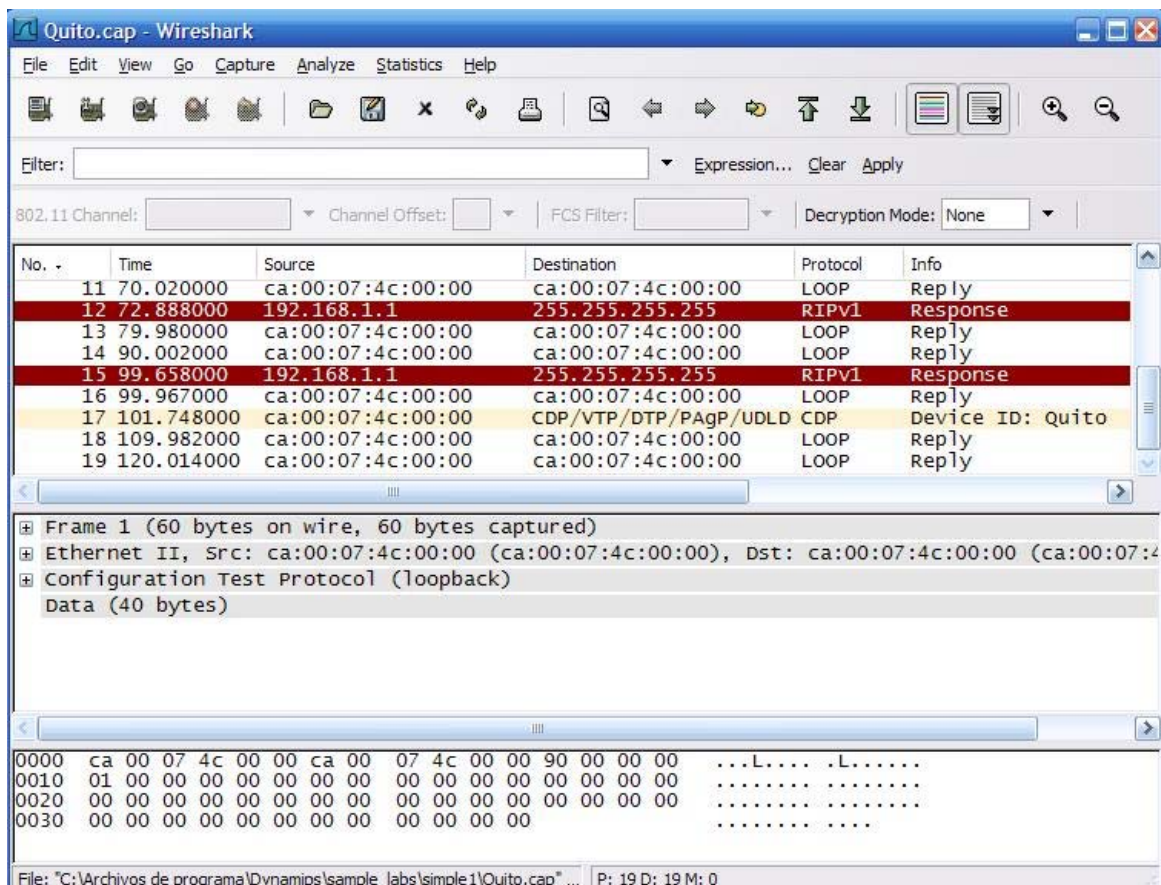 Quito.cap - Wireshark
File Edit View Go Capture Analyze Statistics Help
Filter: Expression... Clear Apply
802.11 Channel: Channel Offset: FCS Filter: Decryption Mode: None
No. Time Source Destination Protocol Info
11 70.020000 ca:00:07:4c:00:00 ca:00:07:4c:00:00 LOOP Reply
12 72.888000 192.168.1.1 255.255.255.255 RIPv1 Response
13 79.980000 ca:00:07:4c:00:00 ca:00:07:4c:00:00 LOOP Reply
14 90.002000 ca:00:07:4c:00:00 ca:00:07:4c:00:00 LOOP Reply
15 99.658000 192.168.1.1 255.255.255.255 RIPv1 Response
16 99.967000 ca:00:07:4c:00:00 ca:00:07:4c:00:00 LOOP Reply
17 101.748000 ca:00:07:4c:00:00 CDP/VTP/DTP/PAgP/UDLD CDP Device ID: Quito
18 109.982000 ca:00:07:4c:00:00 ca:00:07:4c:00:00 LOOP Reply
19 120.014000 ca:00:07:4c:00:00 ca:00:07:4c:00:00 LOOP Reply
Frame 1 (60 bytes on wire, 60 bytes captured)
Ethernet II, Src: ca:00:07:4c:00:00 (ca:00:07:4c:00:00), Dst: ca:00:07:4c:00:00 (ca:00:07:4
Configuration Test Protocol (loopback)
Data (40 bytes)
0000 ca 00 07 4c 00 00 ca 00 07 4c 00 00 90 00 00 00 ...L.... .L......
0010 01 00 00 00 00 00 00 00 00 00 00 00 00 00 00 00 ........ ........
0020 00 00 00 00 00 00 00 00 00 00 00 00 00 00 00 00 ........ ........
0030 00 00 00 00 00 00 00 00 00 00 00 00 ........ ....
File: "C:\Archivos de programa\Dynamips\sample_labs\simple1\Quito.cap" ... P: 19 D: 19 M: 0